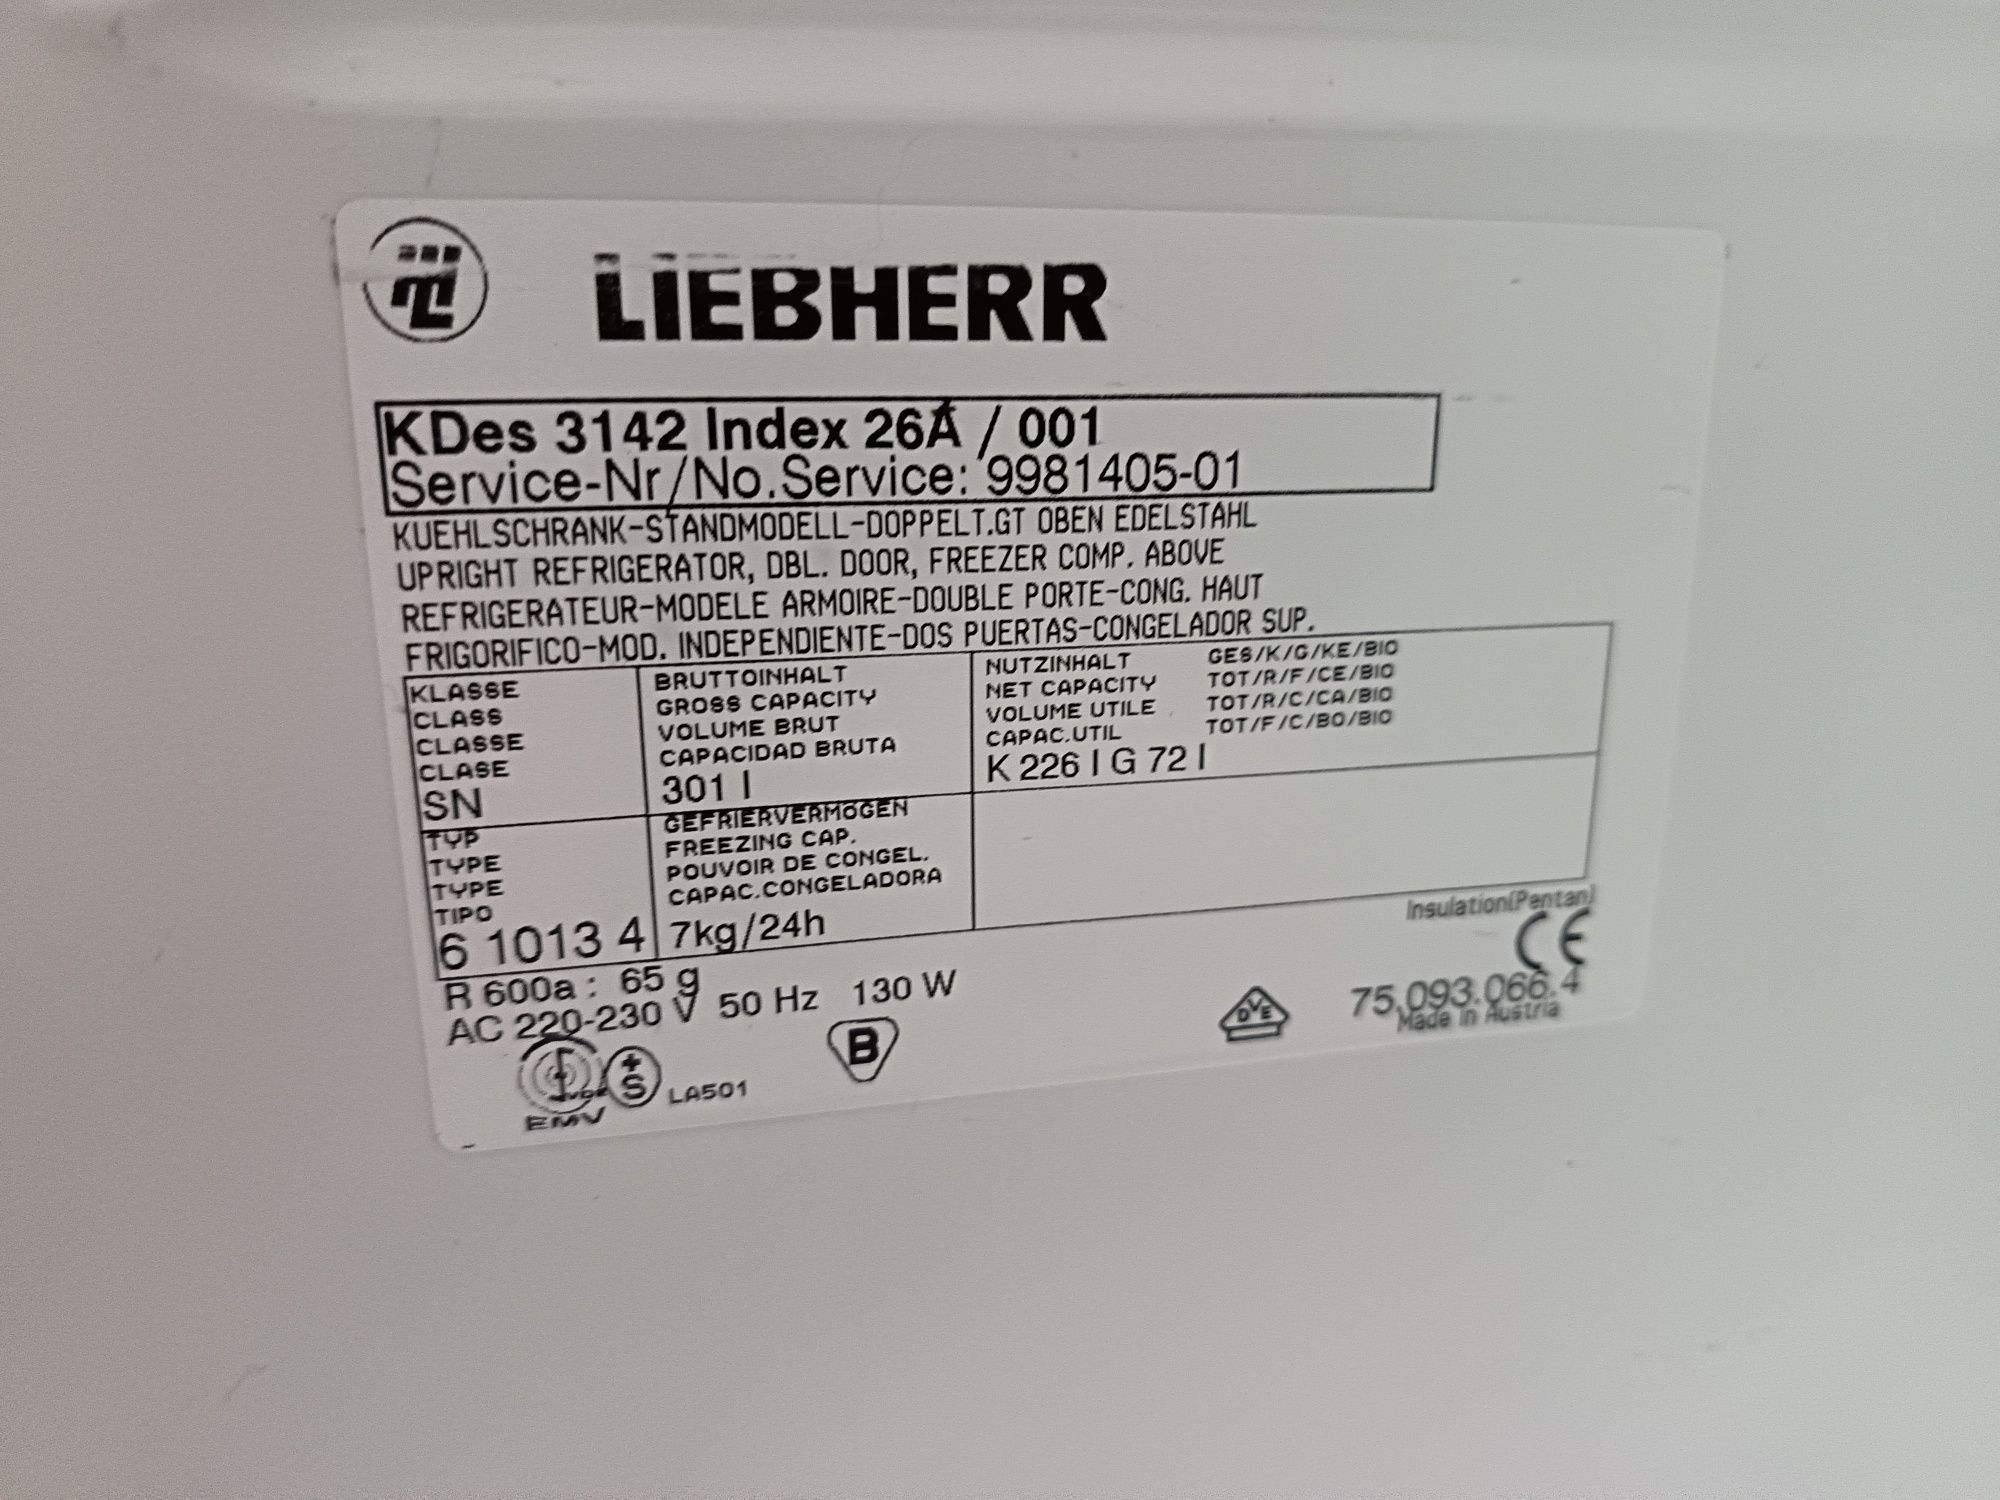 LIEBHERR
KDes 3142 Index 26A / 001
Service-Nr/No.Service: 9981405-01
KUEHLSCHRANK-STANDMODELL-DOPPELT.GT OBEN EDELSTAHL
UPRIGHT REFRIGERATOR, DBL. DOOR, FREEZER COMP. ABOVE
REFRIGERATEUR-MODELE ARMOIRE-DOUBLE PORTE-CONG. HAUT
FRIGORIFICO-MOD. INDEPENDIENTE-DOS PUERTAS-CONGELADOR SUP.
KLASSE
CLASS
CLASSE
CLASE
SN
BRUTTOINHALT
GROSS CAPACITY
VOLUME BRUT
CAPACIDAD BRUTA
301 l
NUTZINHALT GES/K/G/KE/BIO
NET CAPACITY TOT/R/F/CE/BIO
VOLUME UTILE TOT/R/C/CA/BIO
CAPAC.UTIL TOT/F/C/BO/BIO
K 226 l G 72 l
TYP
TYPE
TYPE
TIPO
6 1013 4
GEFRIERVERMÖGEN
FREEZING CAP.
POUVOIR DE CONGEL.
CAPAC.CONGELADORA
7kg/24h
Insulation(Pentan)
CE
R 600a : 65 g
AC 220-230 V 50 Hz 130 W
75.093.066.4
Made in Austria
DVE
B
+S
LA501
EMV